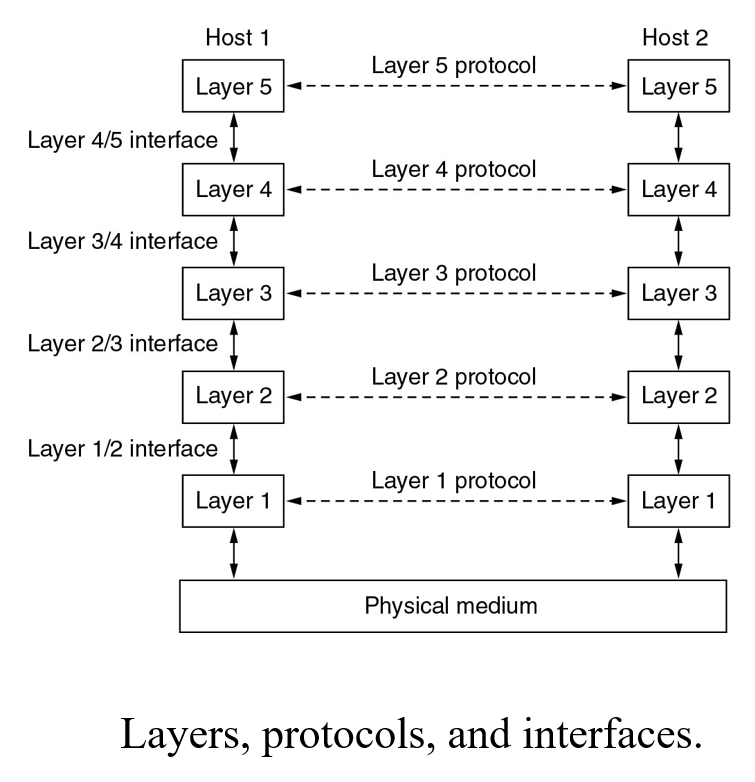 Host 1
Host 2
Layer 5
Layer 5 protocol
Layer 5
Layer 4/5 interface
Layer 4
Layer 4 protocol
Layer 4
Layer 3/4 interface
Layer 3
Layer 3 protocol
Layer 3
Layer 2/3 interface
Layer 2
Layer 2 protocol
Layer 2
Layer 1/2 interface
Layer 1
Layer 1 protocol
Layer 1
Physical medium
Layers, protocols, and interfaces.